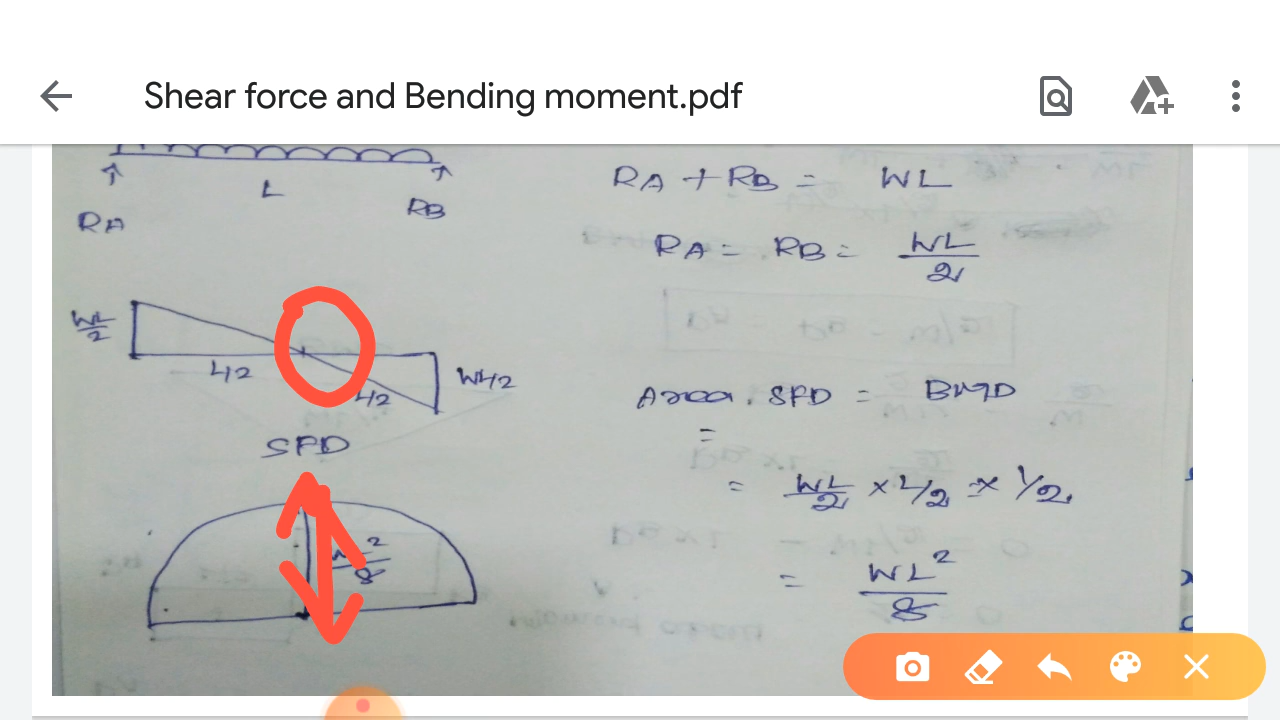 Shear force and Bending moment.pdf
RA
L
RB
RA + RB = WL
RA = RB = WL/2
WL/2
L/2
L/2
WL/2
SFD
Area. SFD = BMD
=
= WL/2 x L/2 x 1/2
WL²/8
= WL²/8